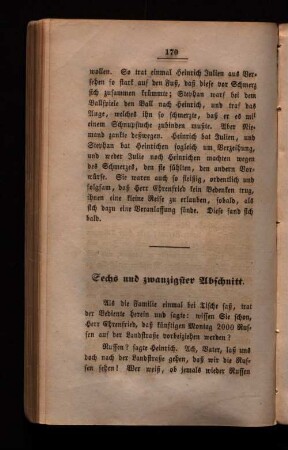 170
wollen. So trat einmal Heinrich Julien aus Ver-
sehen so stark auf den Fuß, daß diese vor Schmerz
sich zusammen krümmte; Stephan warf bei dem
Ballspiele den Ball nach Heinrich, und traf das
Auge, welches ihn so schmerzte, daß er es mit
einem Schnupftuche zubinden mußte. Aber Nie-
mand zankte deswegen. Heinrich bat Julien, und
Stephan bat Heinrichen sogleich um Verzeihung,
und weder Julie noch Heinrichen machten wegen
des Schmerzes, den sie fühlten, den andern Vor-
würfe. Sie waren auch so fleißig, ordentlich und
folgsam, daß Herr Ehrenfried kein Bedenken trug,
ihnen eine kleine Reise zu erlauben, sobald, als
sich dazu eine Veranlassung fände. Diese fand sich
bald.
Sechs und zwanzigster Abschnitt.
Als die Familie einmal bei Tische saß, trat
der Bediente herein und sagte: wissen Sie schon,
Herr Ehrenfried, daß künftigen Montag 2000 Rus-
sen auf der Landstraße vorbeiziehen werden?
Russen? sagte Heinrich. Ach, Vater, laß uns
doch nach der Landstraße gehen, daß wir die Rus-
sen sehen! Wer weiß, ob jemals wieder Russen